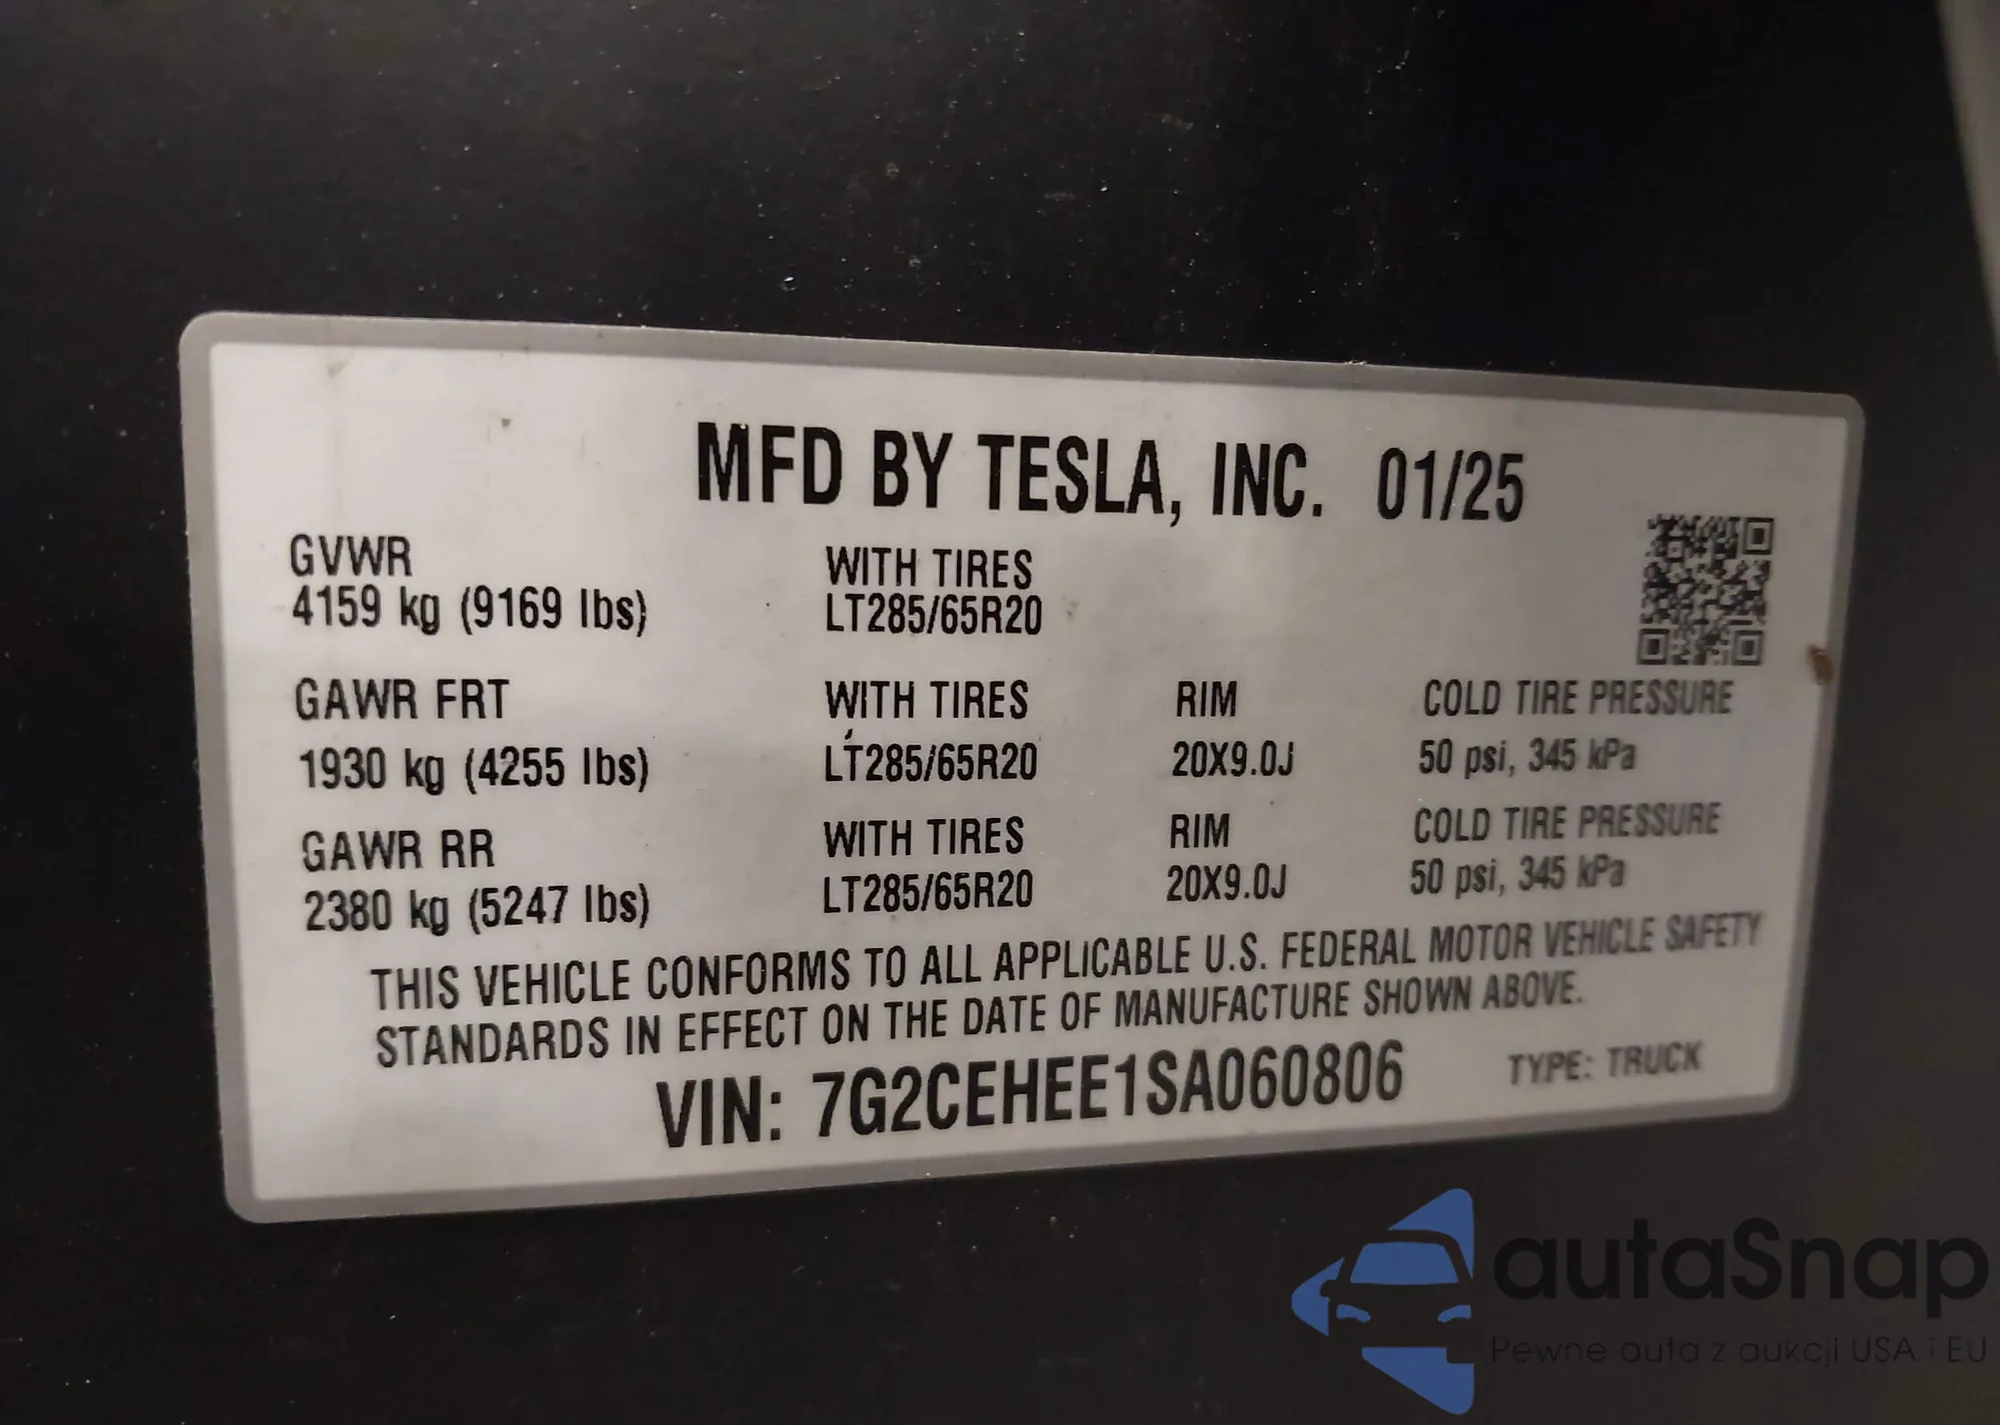 MFD BY TESLA, INC. 01/25
GVWR WITH TIRES
4159 kg (9169 lbs) LT285/65R20
GAWR FRT WITH TIRES RIM COLD TIRE PRESSURE
1930 kg (4255 lbs) LT285/65R20 20X9.0J 50 psi, 345 kPa
GAWR RR WITH TIRES RIM COLD TIRE PRESSURE
2380 kg (5247 lbs) LT285/65R20 20X9.0J 50 psi, 345 kPa
THIS VEHICLE CONFORMS TO ALL APPLICABLE U.S. FEDERAL MOTOR VEHICLE SAFETY
STANDARDS IN EFFECT ON THE DATE OF MANUFACTURE SHOWN ABOVE.
VIN: 7G2CEHEE1SA060806 TYPE: TRUCK
autaSnap
Pewne auta z aukcji USA i EU